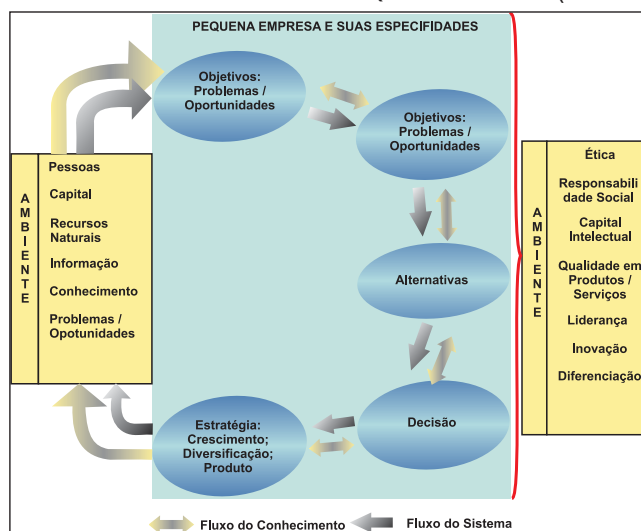 PEQUENA EMPRESA E SUAS ESPECIFIDADES
Objetivos:
Problemas /
Oportunidades
Objetivos:
Problemas /
Oportunidades
Alternativas
Decisão
Estratégia:
Crescimento;
Diversificação;
Produto
AMBIENTE
Pessoas
Capital
Recursos
Naturais
Informação
Conhecimento
Problemas /
Opotunidades
AMBIENTE
Ética
Responsabili
dade Social
Capital
Intelectual
Qualidade em
Produtos /
Serviços
Liderança
Inovação
Diferenciação
Fluxo do Conhecimento
Fluxo do Sistema